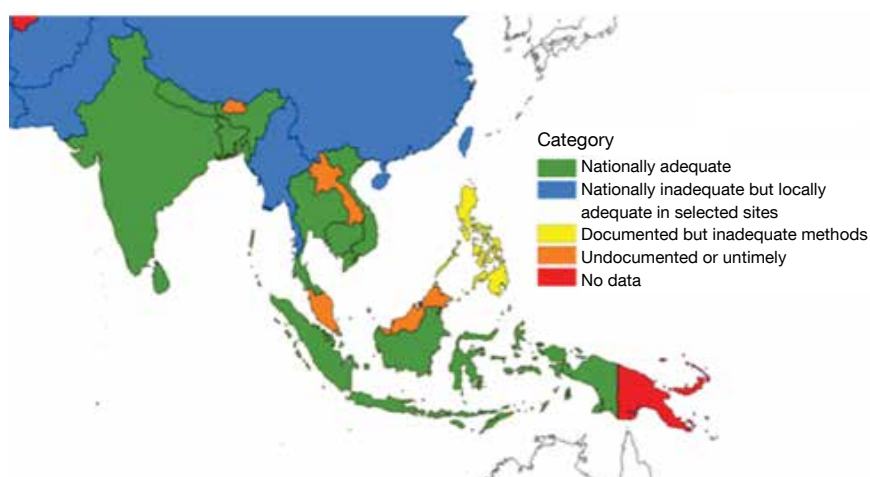 Category
Nationally adequate
Nationally inadequate but locally
adequate in selected sites
Documented but inadequate methods
Undocumented or untimely
No data